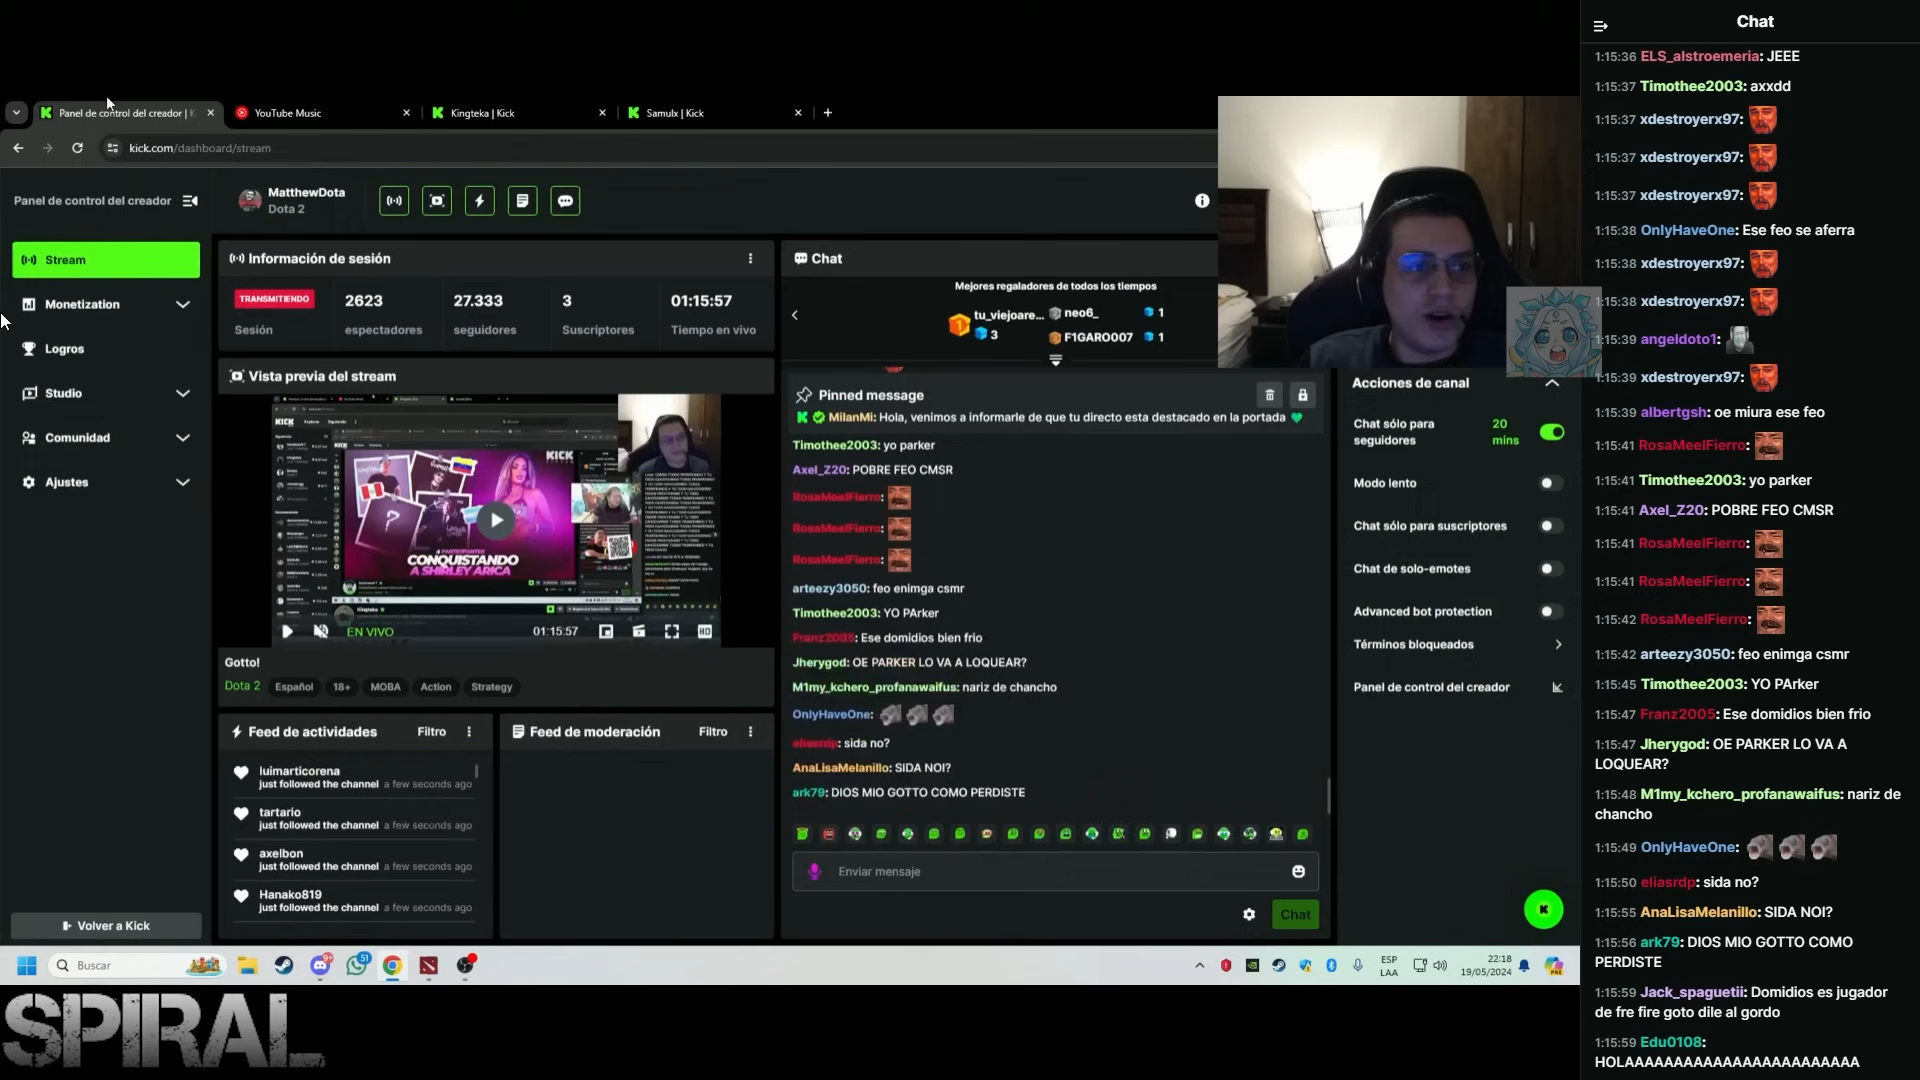 Panel de control del creador | K
YouTube Music
Kingteka | Kick
Samulx | Kick
kick.com/dashboard/stream
Panel de control del creador
MatthewDota
Dota 2
Stream
Monetization
Logros
Studio
Comunidad
Ajustes
Volver a Kick
Información de sesión
TRANSMITIENDO
Sesión
2623
espectadores
27.333
seguidores
3
Suscriptores
01:15:57
Tiempo en vivo
Vista previa del stream
KICK
KICK
4 PARTICIPANTES
CONQUISTANDO
A SHIRLEY ARICA
Kingteka
EN VIVO
01:15:57
HD
Gotto!
Dota 2
Español
18+
MOBA
Action
Strategy
Feed de actividades
Filtro
luimarticorena
just followed the channel a few seconds ago
tartario
just followed the channel a few seconds ago
axelbon
just followed the channel a few seconds ago
Hanako819
just followed the channel a few seconds ago
Feed de moderación
Filtro
Chat
Mejores regaladores de todos los tiempos
tu_viejoare...
3
neo6_
1
F1GARO007
1
Pinned message
MilanMi: Hola, venimos a informarle de que tu directo esta destacado en la portada
Timothee2003: yo parker
Axel_Z20: POBRE FEO CMSR
RosaMeelFierro:
RosaMeelFierro:
RosaMeelFierro:
arteezy3050: feo enimga csmr
Timothee2003: YO PArker
Franz2005: Ese domidios bien frio
Jherygod: OE PARKER LO VA A LOQUEAR?
M1my_kchero_profanawaifus: nariz de chancho
OnlyHaveOne:
eliasrdp: sida no?
AnaLisaMelanillo: SIDA NOI?
ark79: DIOS MIO GOTTO COMO PERDISTE
Enviar mensaje
Chat
Acciones de canal
Chat sólo para seguidores
20 mins
Modo lento
Chat sólo para suscriptores
Chat de solo-emotes
Advanced bot protection
Términos bloqueados
Panel de control del creador
Buscar
9+
51
ESP
LAA
22:18
19/05/2024
PRE
SPIRAL
Chat
1:15:36 ELS_alstroemeria: JEEE
1:15:37 Timothee2003: axxdd
1:15:37 xdestroyerx97:
1:15:37 xdestroyerx97:
1:15:37 xdestroyerx97:
1:15:38 OnlyHaveOne: Ese feo se aferra
1:15:38 xdestroyerx97:
1:15:38 xdestroyerx97:
1:15:39 angeldoto1:
1:15:39 xdestroyerx97:
1:15:39 albertgsh: oe miura ese feo
1:15:41 RosaMeelFierro:
1:15:41 Timothee2003: yo parker
1:15:41 Axel_Z20: POBRE FEO CMSR
1:15:41 RosaMeelFierro:
1:15:41 RosaMeelFierro:
1:15:42 RosaMeelFierro:
1:15:42 arteezy3050: feo enimga csmr
1:15:45 Timothee2003: YO PArker
1:15:47 Franz2005: Ese domidios bien frio
1:15:47 Jherygod: OE PARKER LO VA A
LOQUEAR?
1:15:48 M1my_kchero_profanawaifus: nariz de
chancho
1:15:49 OnlyHaveOne:
1:15:50 eliasrdp: sida no?
1:15:55 AnaLisaMelanillo: SIDA NOI?
1:15:56 ark79: DIOS MIO GOTTO COMO
PERDISTE
1:15:59 Jack_spaguetii: Domidios es jugador
de fre fire goto dile al gordo
1:15:59 Edu0108:
HOLAAAAAAAAAAAAAAAAAAAAAAAA